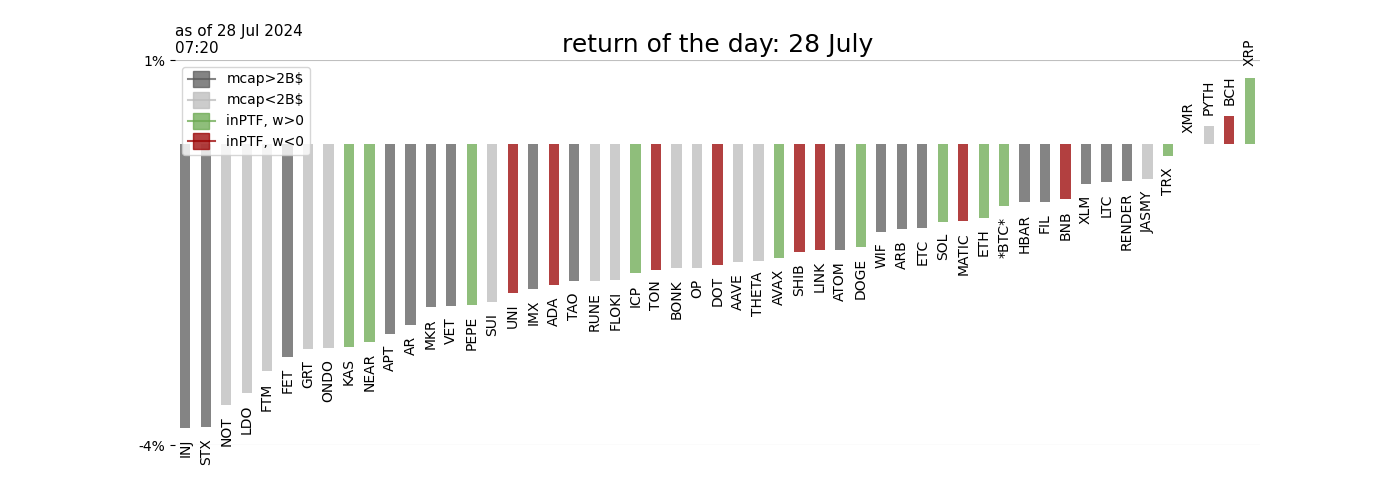 as of 28 Jul 2024
07:20
return of the day: 28 July
1%
mcap>2B$
mcap<2B$
inPTF, w>0
inPTF, w<0
-4%
INJ
STX
NOT
LDO
FTM
FET
GRT
ONDO
KAS
NEAR
APT
AR
MKR
VET
PEPE
SUI
UNI
IMX
ADA
TAO
RUNE
FLOKI
ICP
TON
BONK
OP
DOT
AAVE
THETA
AVAX
SHIB
LINK
ATOM
DOGE
WIF
ARB
ETC
SOL
MATIC
ETH
*BTC*
HBAR
FIL
BNB
XLM
LTC
RENDER
JASMY
TRX
XMR
PYTH
BCH
XRP